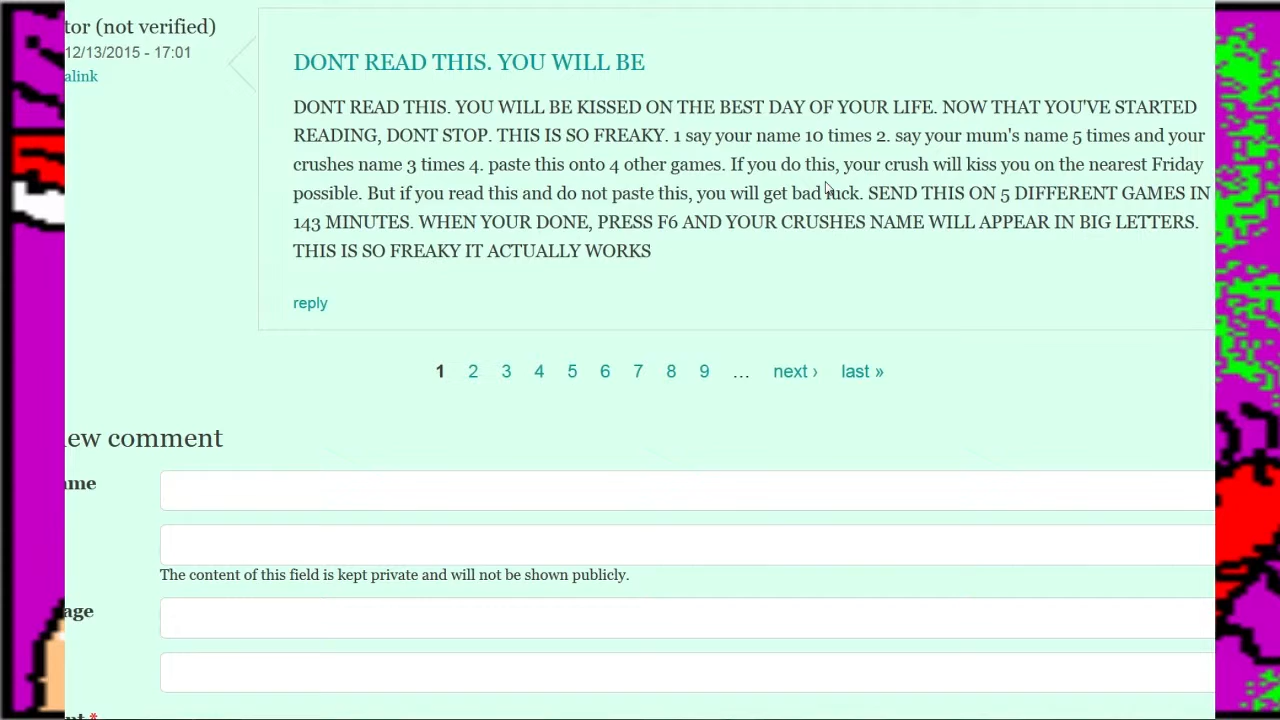 tor (not verified)
12/13/2015 - 17:01
alink
DONT READ THIS. YOU WILL BE
DONT READ THIS. YOU WILL BE KISSED ON THE BEST DAY OF YOUR LIFE. NOW THAT YOU'VE STARTED
READING, DONT STOP. THIS IS SO FREAKY. 1 say your name 10 times 2. say your mum's name 5 times and your
crushes name 3 times 4. paste this onto 4 other games. If you do this, your crush will kiss you on the nearest Friday
possible. But if you read this and do not paste this, you will get bad luck. SEND THIS ON 5 DIFFERENT GAMES IN
143 MINUTES. WHEN YOUR DONE, PRESS F6 AND YOUR CRUSHES NAME WILL APPEAR IN BIG LETTERS.
THIS IS SO FREAKY IT ACTUALLY WORKS
reply
1 2 3 4 5 6 7 8 9 … next › last »
ew comment
ame
The content of this field is kept private and will not be shown publicly.
age
nt *